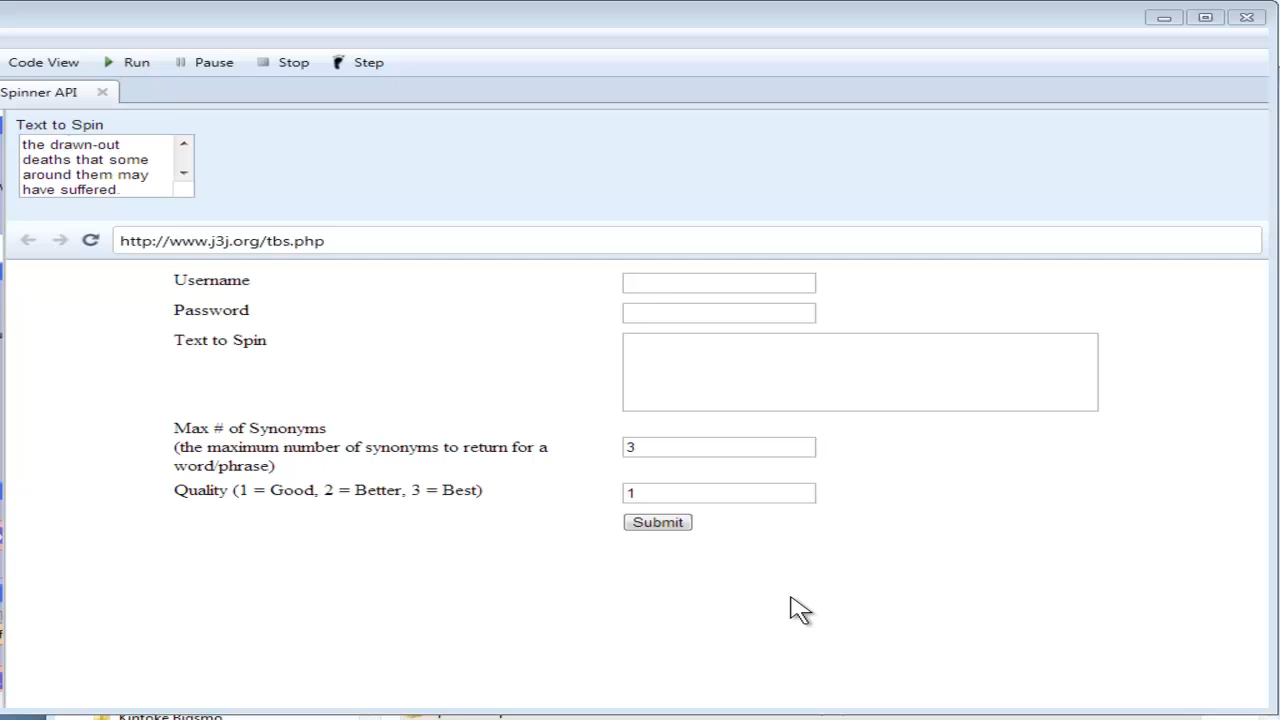 Code View Run Pause Stop Step
Spinner API
Text to Spin
the drawn-out
deaths that some
around them may
have suffered.
http://www.j3j.org/tbs.php
Username
Password
Text to Spin
Max # of Synonyms
(the maximum number of synonyms to return for a
word/phrase)
3
Quality (1 = Good, 2 = Better, 3 = Best)
1
Submit